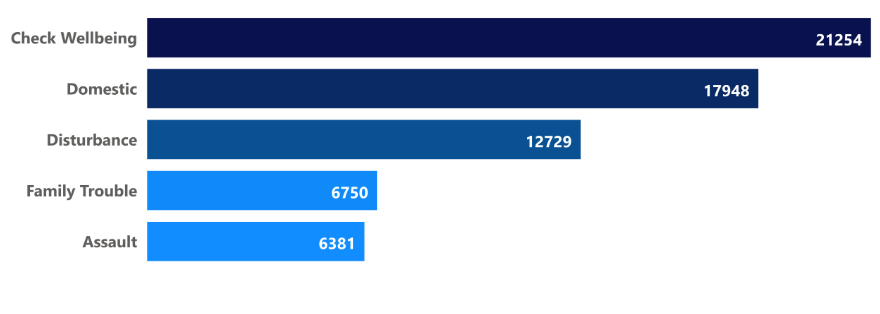 Check Wellbeing 21254
Domestic 17948
Disturbance 12729
Family Trouble 6750
Assault 6381